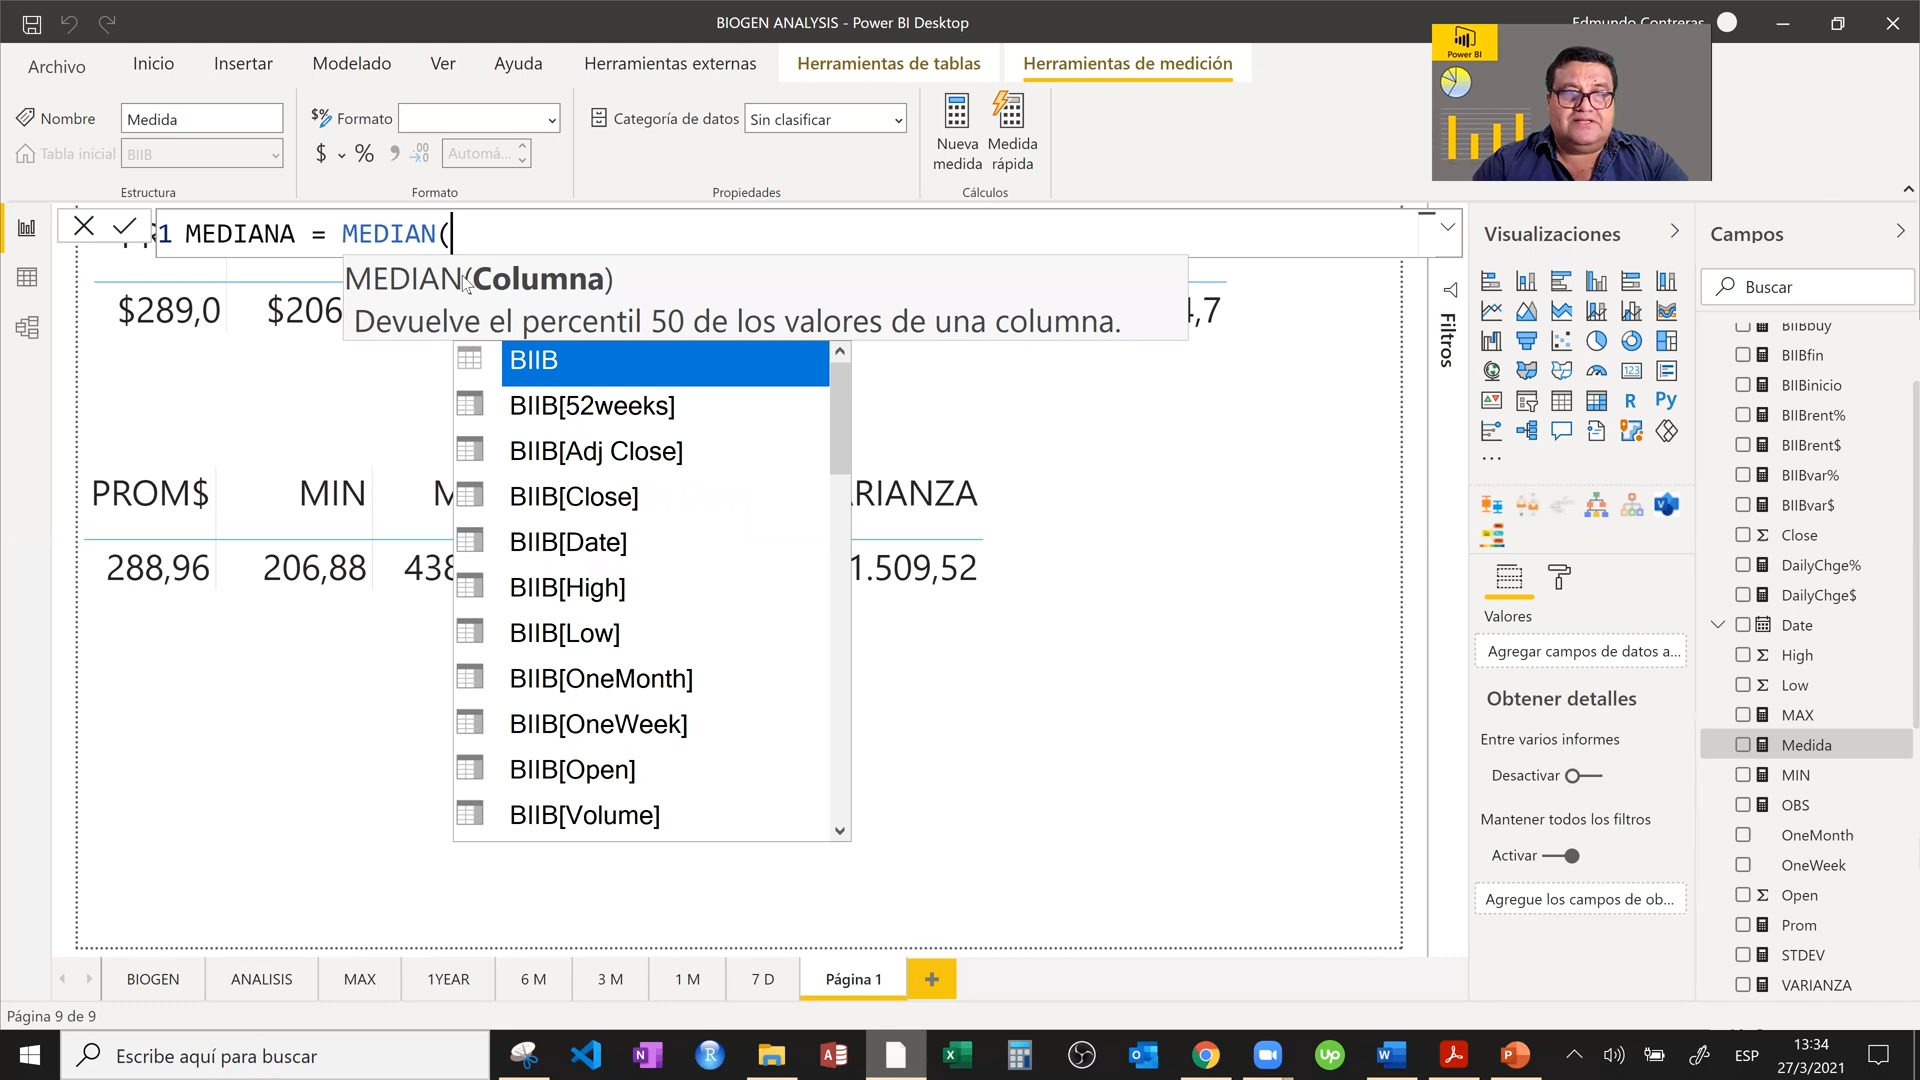 BIOGEN ANALYSIS - Power BI Desktop
Edmundo Contreras
Power BI
Archivo
Inicio
Insertar
Modelado
Ver
Ayuda
Herramientas externas
Herramientas de tablas
Herramientas de medición
Nombre
Medida
Formato
Categoría de datos
Sin clasificar
Tabla inicial
BIIB
$
%
Automá...
Nueva medida
Medida rápida
Estructura
Formato
Propiedades
Cálculos
1 MEDIANA = MEDIAN(
MEDIAN(Columna)
Devuelve el percentil 50 de los valores de una columna.
$289,0
$206
,7
BIIB
BIIB[52weeks]
BIIB[Adj Close]
BIIB[Close]
BIIB[Date]
BIIB[High]
BIIB[Low]
BIIB[OneMonth]
BIIB[OneWeek]
BIIB[Open]
BIIB[Volume]
PROM$
MIN
M
RIANZA
288,96
206,88
438
1.509,52
Filtros
Visualizaciones
R
Py
...
Valores
Agregar campos de datos a...
Obtener detalles
Entre varios informes
Desactivar
Mantener todos los filtros
Activar
Agregue los campos de ob...
Campos
Buscar
BIIBbuy
BIIBfin
BIIBinicio
BIIBrent%
BIIBrent$
BIIBvar%
BIIBvar$
Close
DailyChge%
DailyChge$
Date
High
Low
MAX
Medida
MIN
OBS
OneMonth
OneWeek
Open
Prom
STDEV
VARIANZA
BIOGEN
ANALISIS
MAX
1YEAR
6 M
3 M
1 M
7 D
Página 1
Página 9 de 9
Escribe aquí para buscar
ESP
13:34
27/3/2021